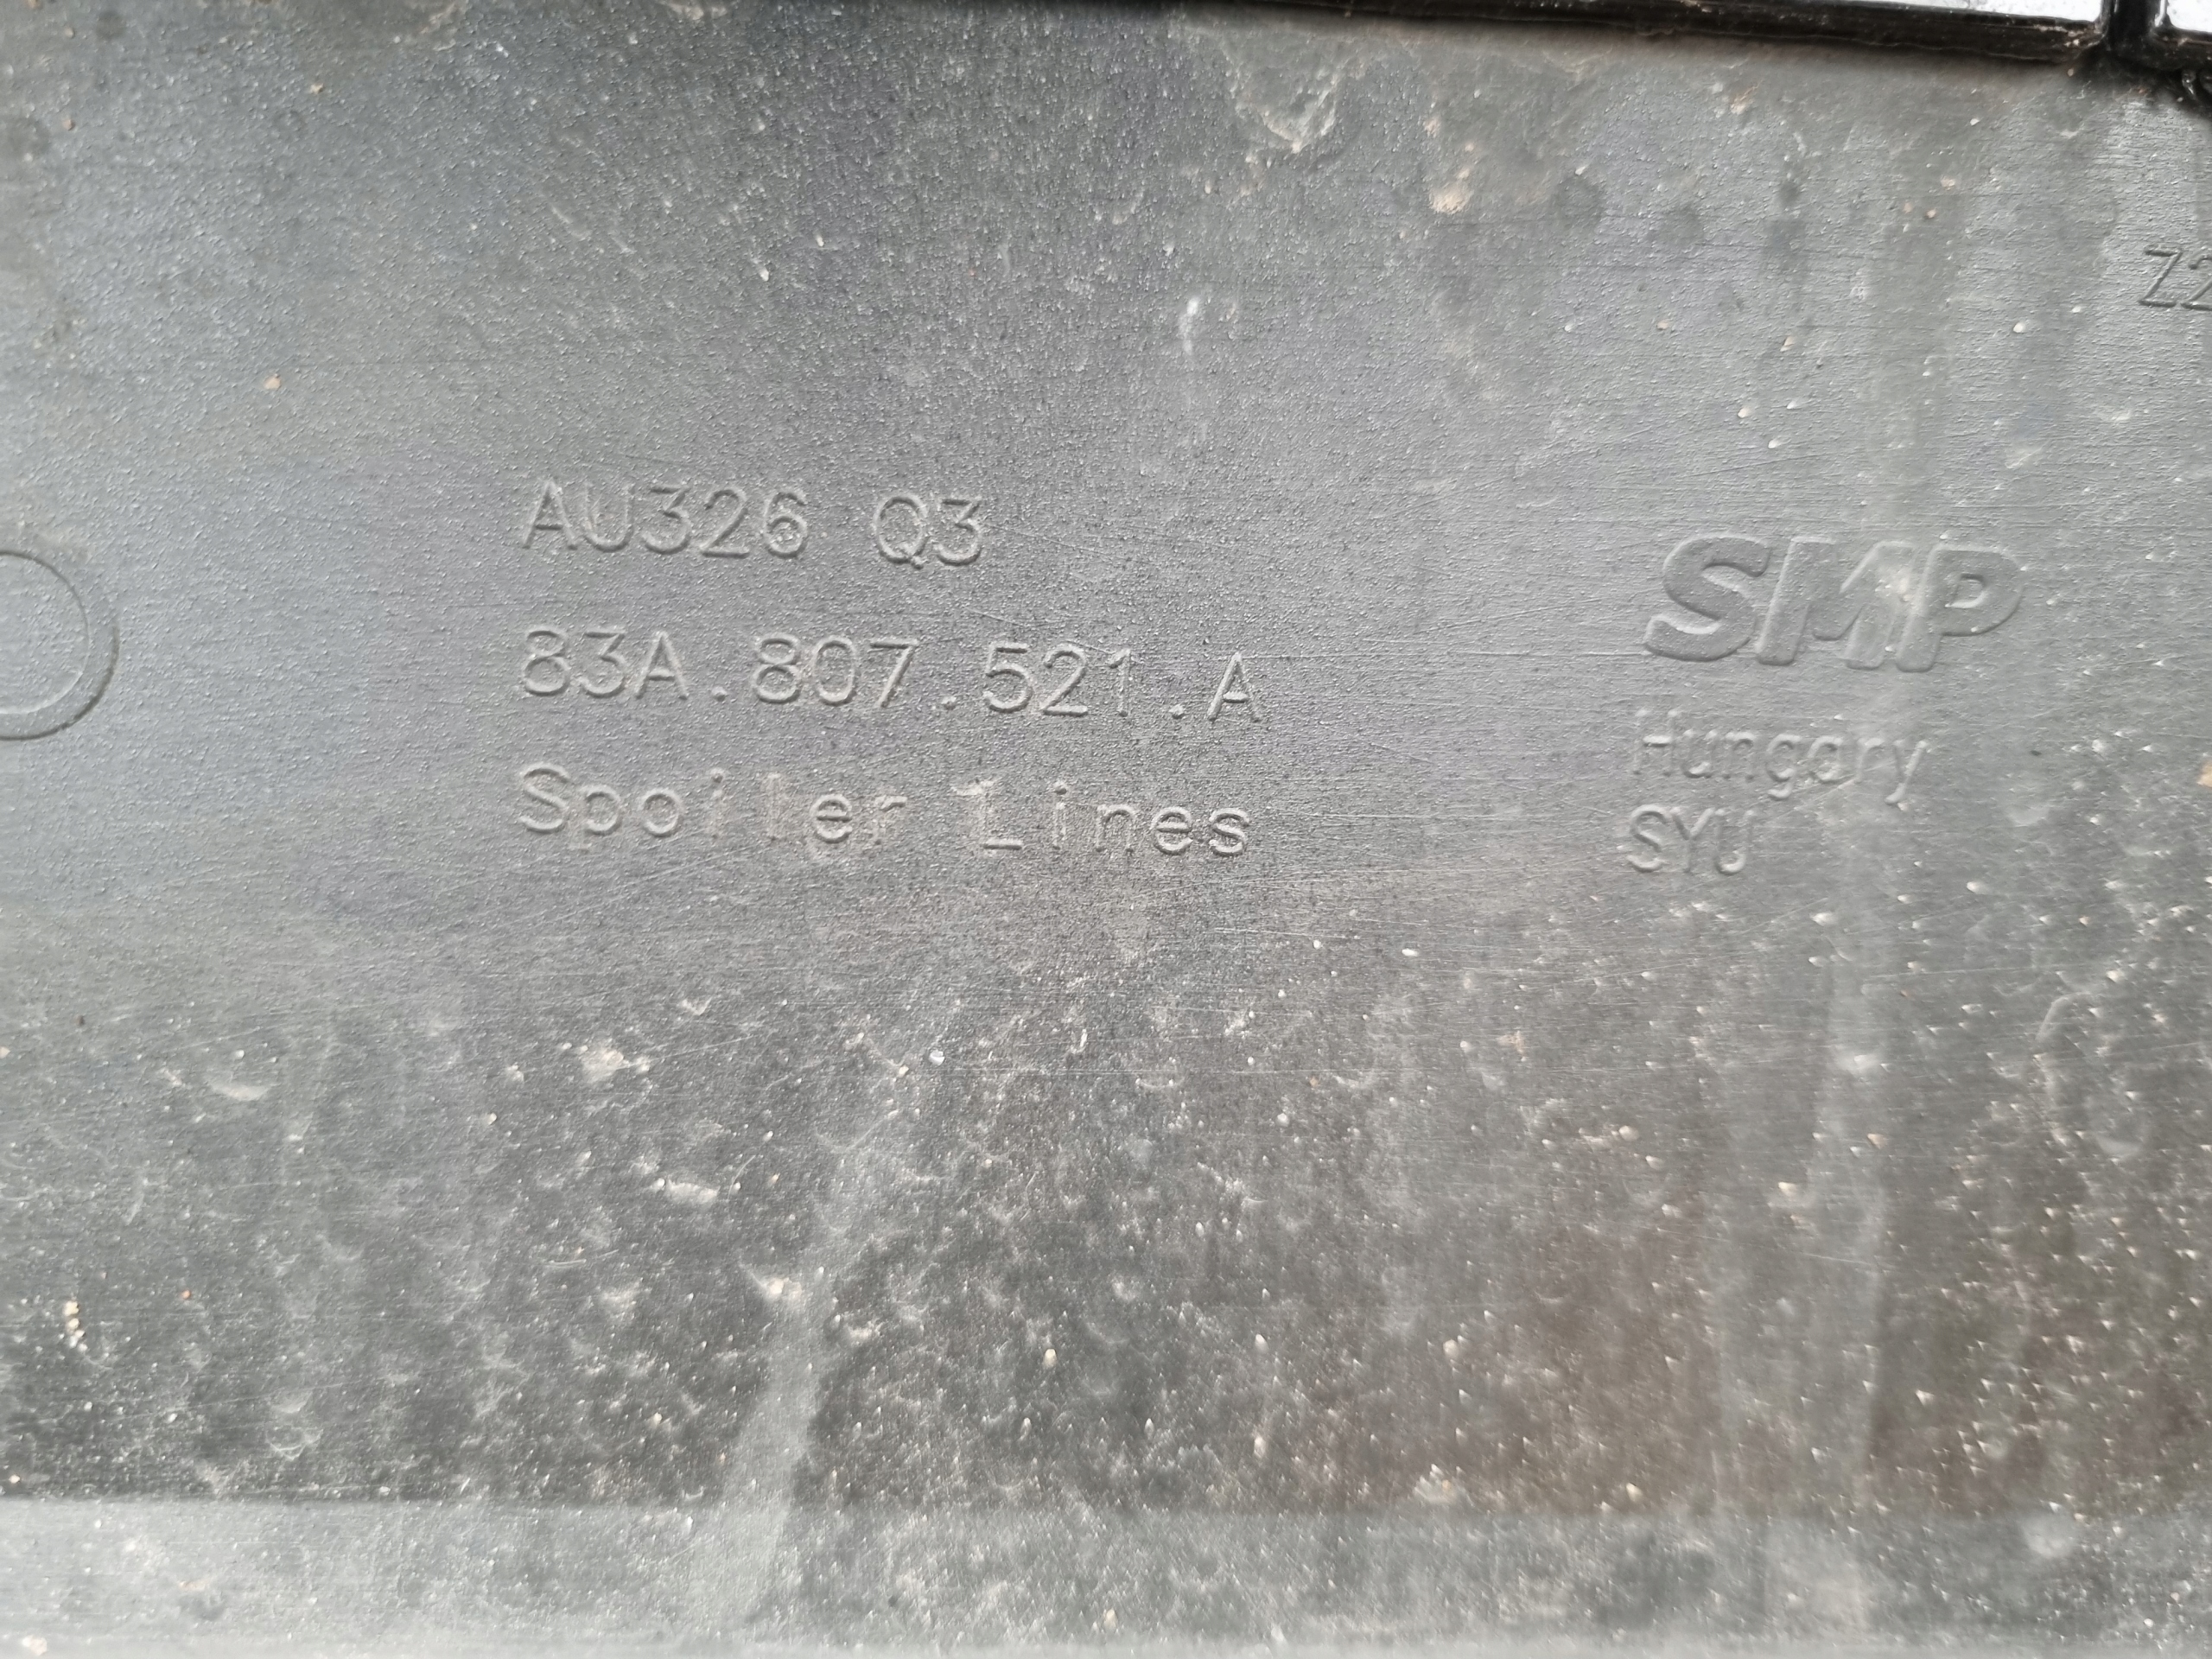 AU326 Q3
83A.807.521.A
Spoiler Lines
SMP
Hungary
SYU